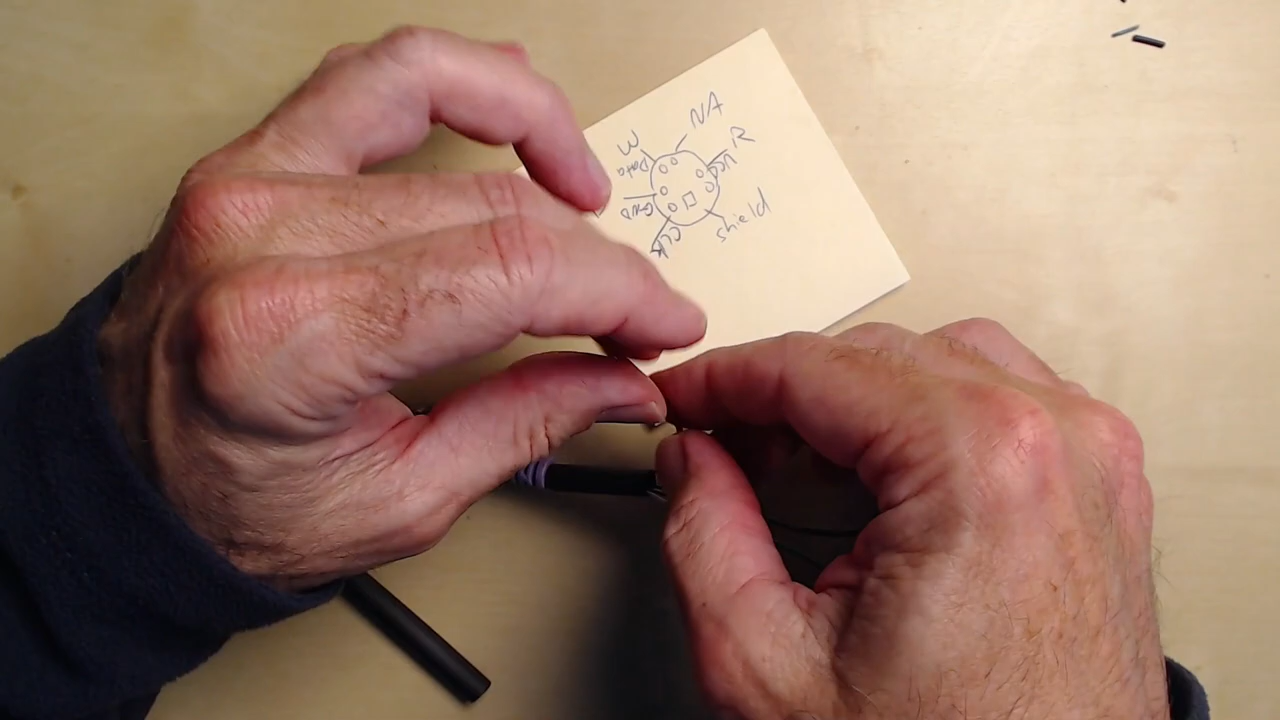 NA
W
R
Data
VCC
GND
shield
CLK